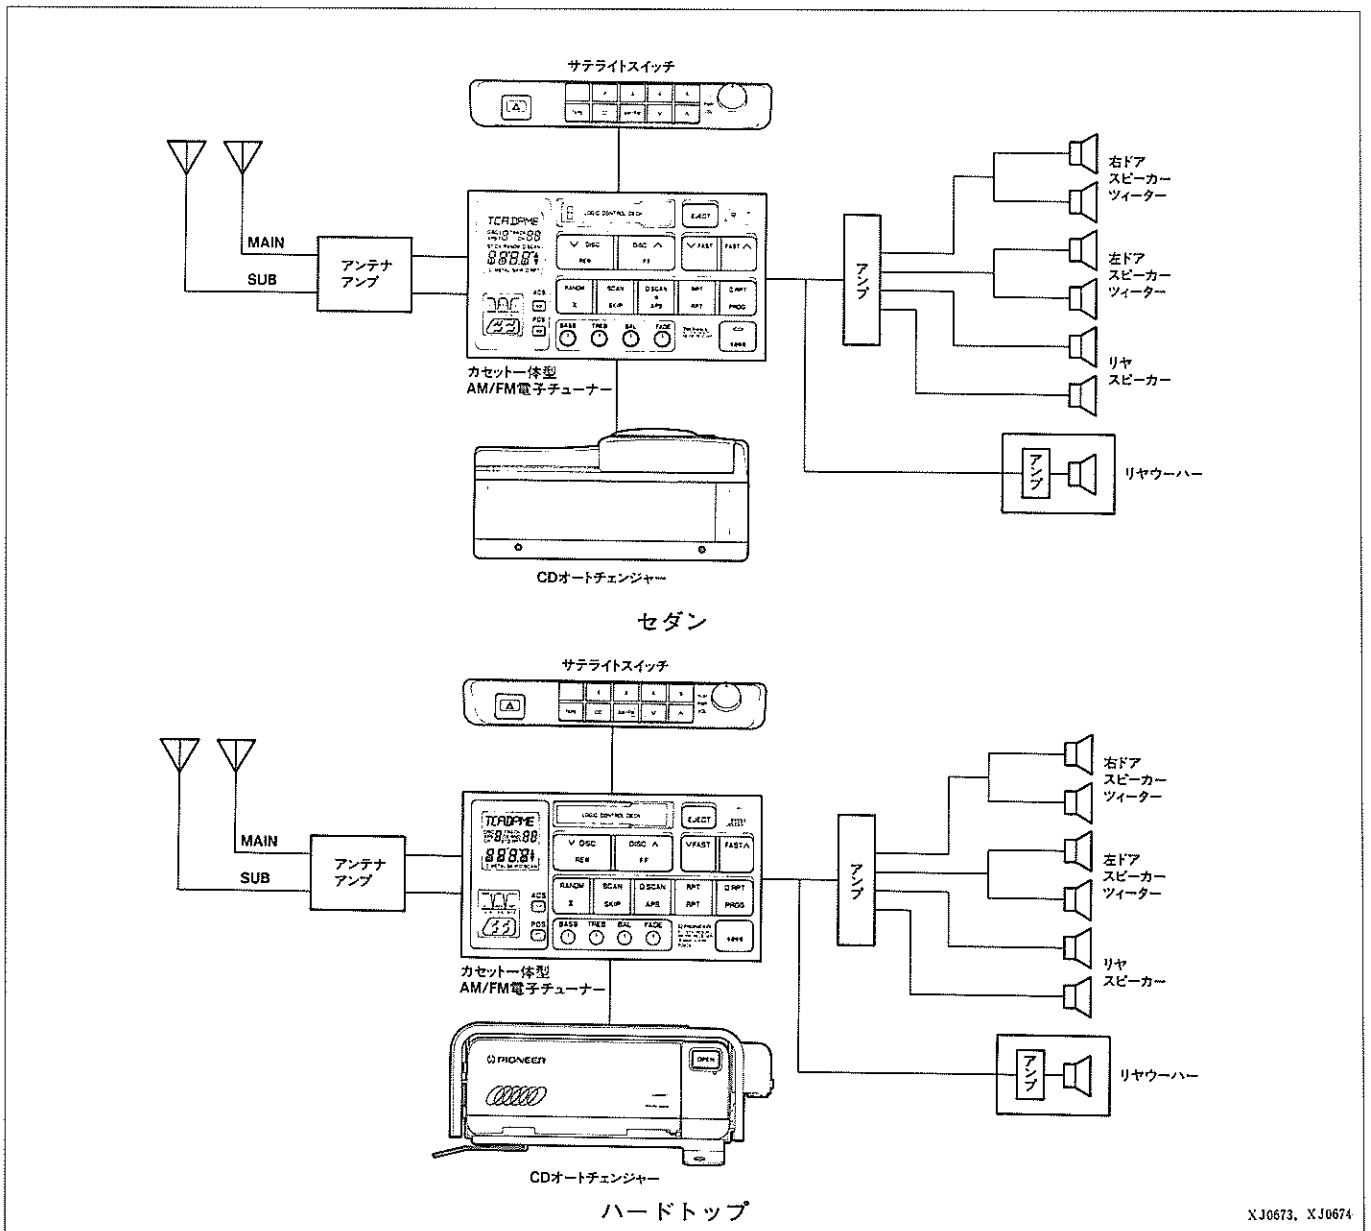 サテライトスイッチ
MAIN
SUB
アンテナ
アンプ
LOGIC CONTROL DECK
EJECT
∨ DISC
REW
DISC ∧
FF
∨ FAST
FAST ∧
RANDM
SCAN
SKIP
D SCAN
APS
RPT
RPT
D RPT
PROG
ACS
POS
BASS
TREB
BAL
FADE
カセット一体型
AM/FM電子チューナー
アンプ
右ドア
スピーカー
ツィーター
左ドア
スピーカー
ツィーター
リヤ
スピーカー
アンプ
リヤウーハー
CDオートチェンジャー
セダン
サテライトスイッチ
MAIN
SUB
アンテナ
アンプ
LOGIC CONTROL DECK
EJECT
∨ DISC
REW
DISC ∧
FF
∨FAST
FAST∧
RANDM
SCAN
SKIP
D SCAN
APS
RPT
RPT
D RPT
PROG
ACS
POS
BASS
TREB
BAL
FADE
PIONEER
カセット一体型
AM/FM電子チューナー
アンプ
右ドア
スピーカー
ツィーター
左ドア
スピーカー
ツィーター
リヤ
スピーカー
アンプ
リヤウーハー
PIONEER
OPEN
CDオートチェンジャー
ハードトップ
XJ0673, XJ0674